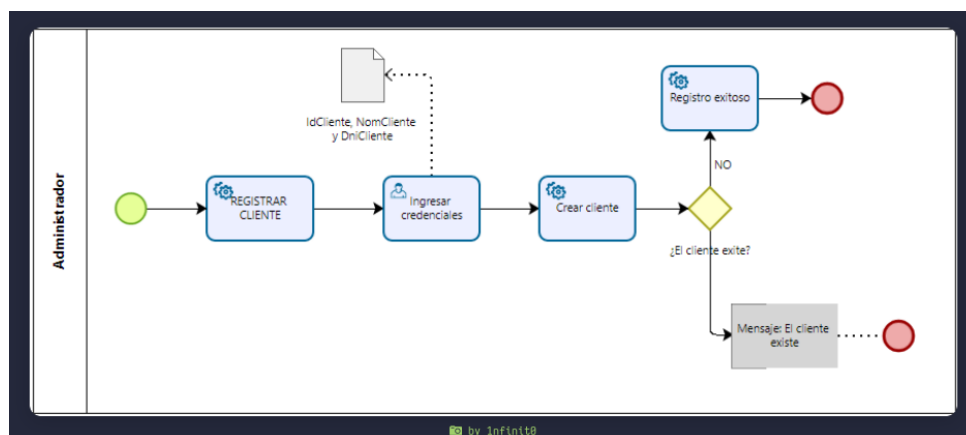 Administrador
REGISTRAR
CLIENTE
IdCliente, NomCliente
y DniCliente
Ingresar
credenciales
Crear cliente
¿El cliente exite?
NO
Registro exitoso
Mensaje: El cliente
existe
by 1nfinit0